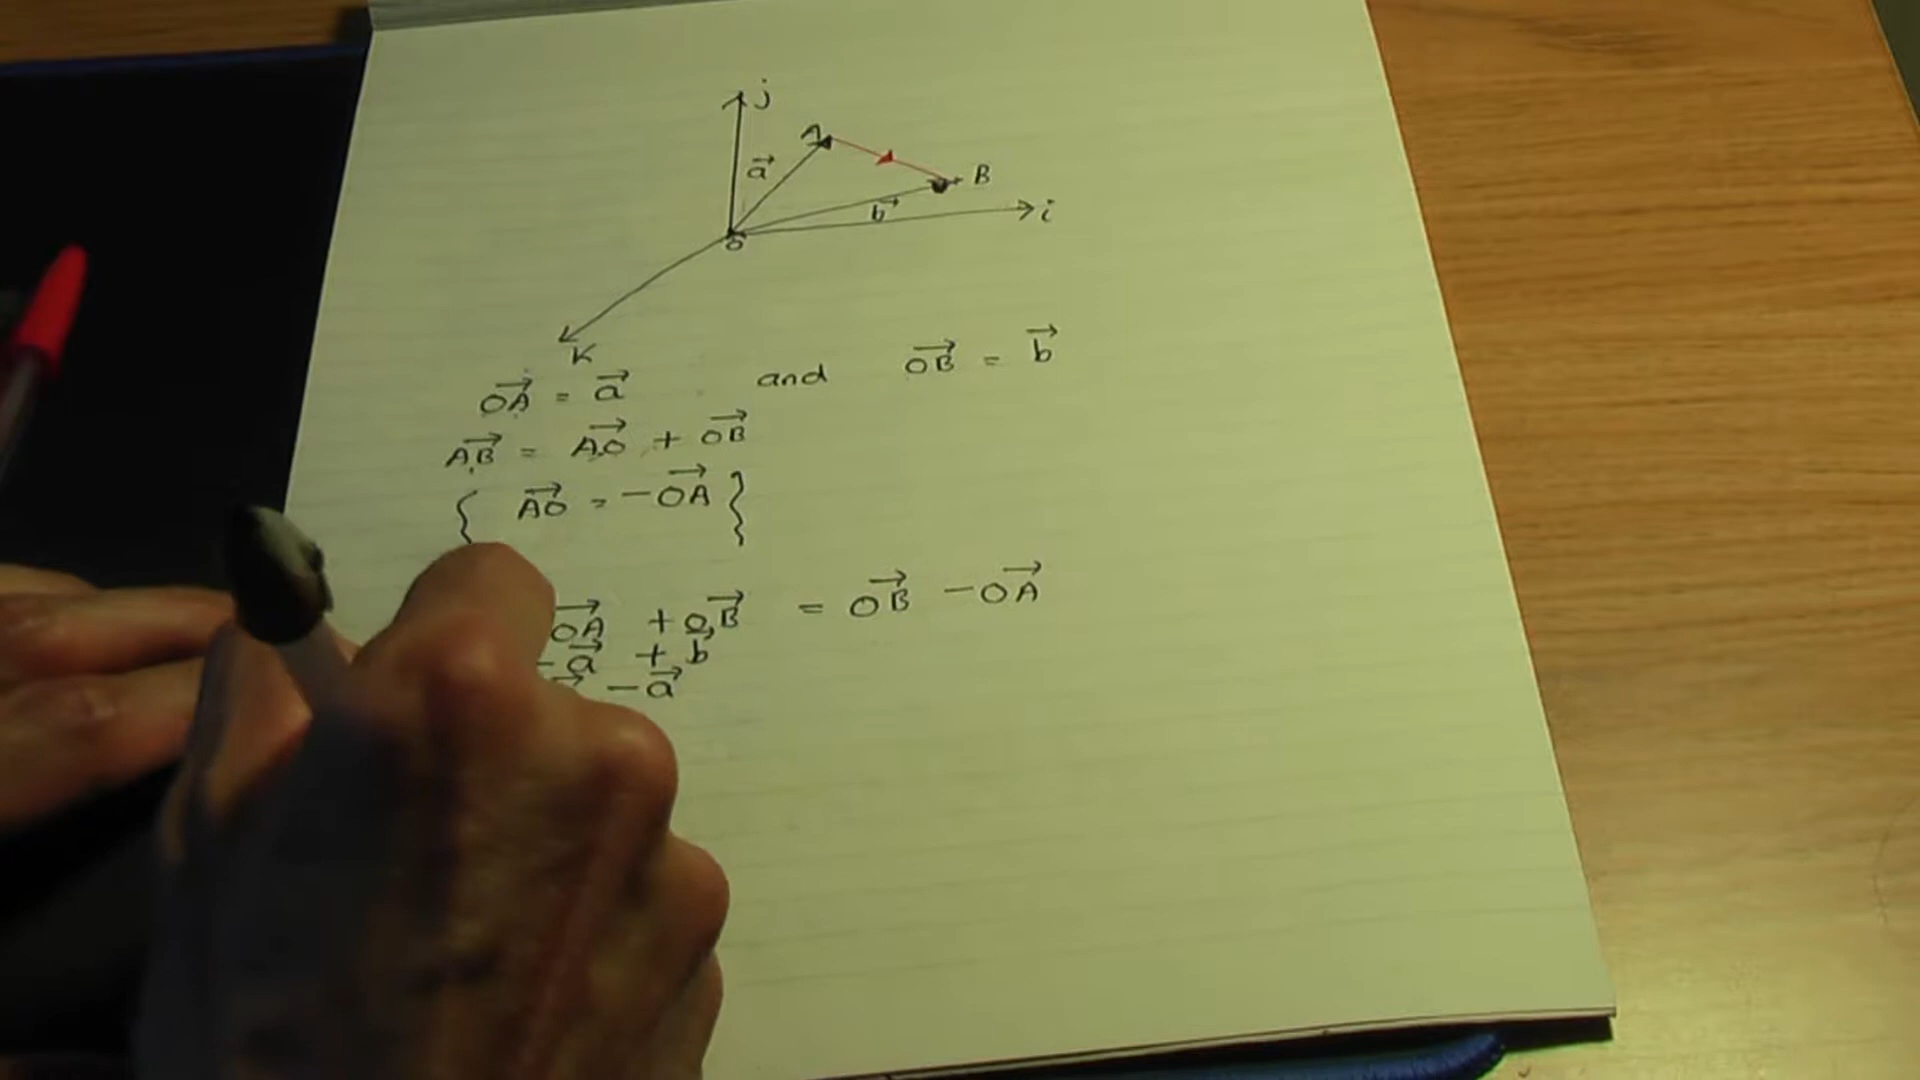 j
A
a⃗
B
b⃗
i
O
K
OA⃗ = a⃗ and OB⃗ = b⃗
AB⃗ = AO⃗ + OB⃗
{ AO⃗ = -OA⃗ }
OA⃗ + OB⃗ = OB⃗ - OA⃗
-a⃗ + b
- a⃗